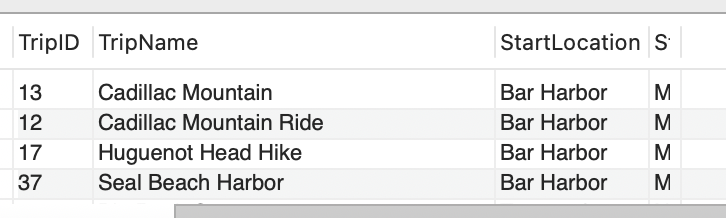 TripID TripName StartLocation
13 Cadillac Mountain Bar Harbor M
12 Cadillac Mountain Ride Bar Harbor M
17 Huguenot Head Hike Bar Harbor M
37 Seal Beach Harbor Bar Harbor M